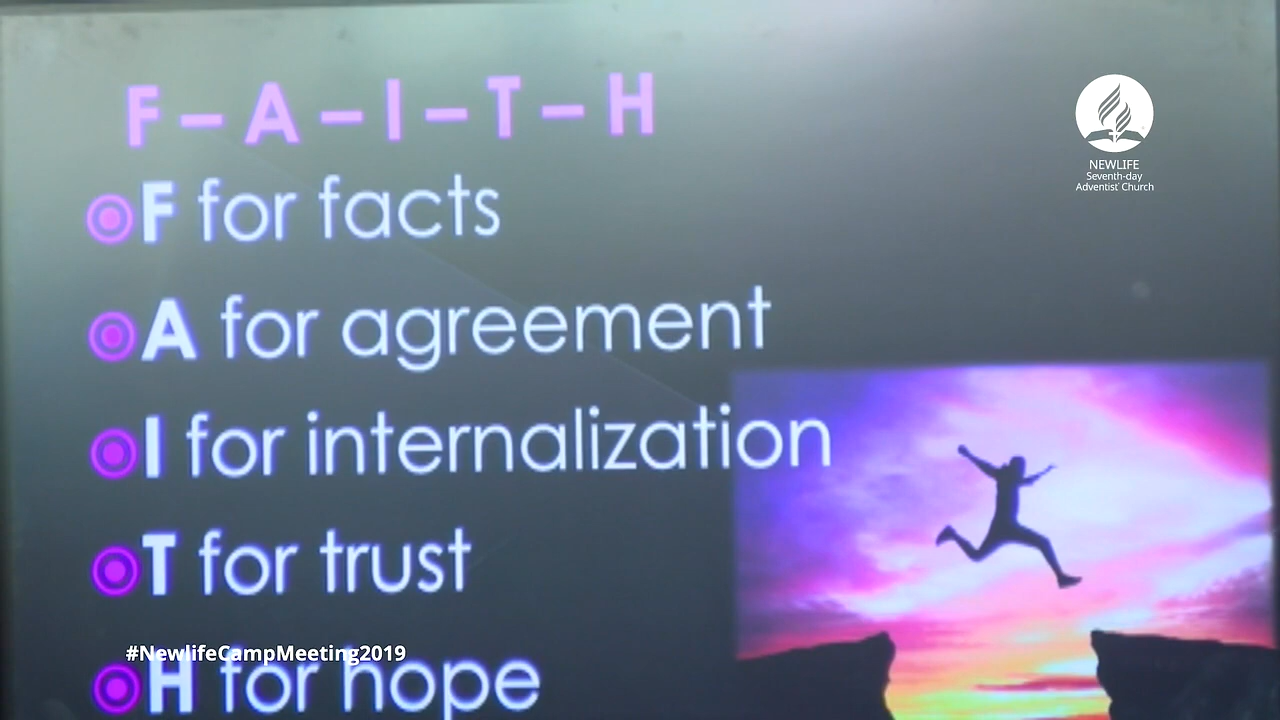 F – A – I – T – H
F for facts
A for agreement
I for internalization
T for trust
H for hope
#NewlifeCampMeeting2019
NEWLIFE
Seventh-day
Adventist Church